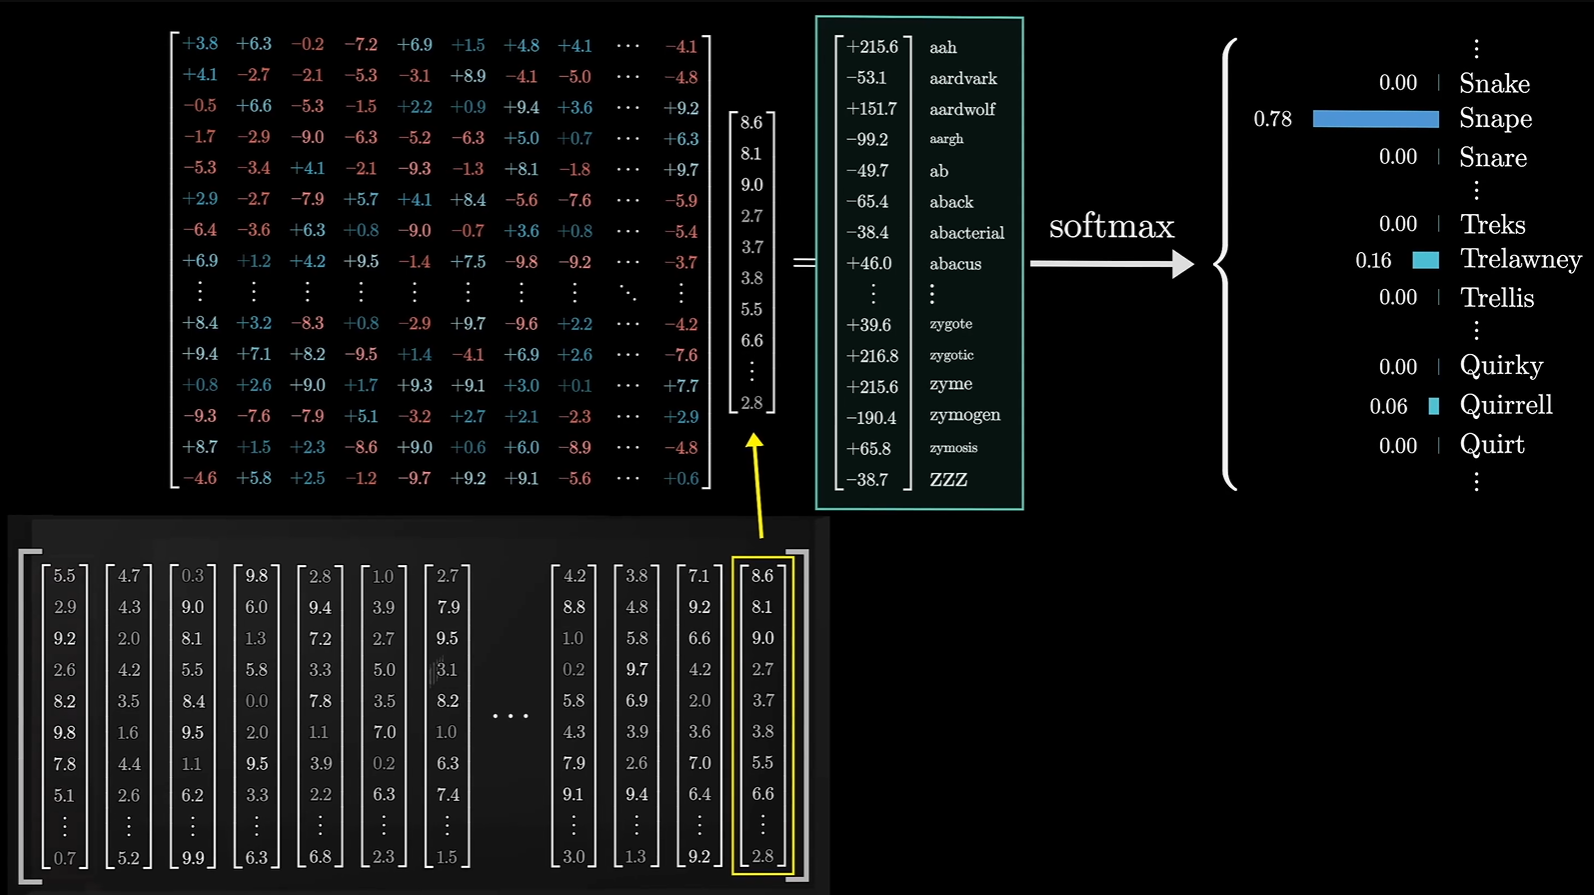 +3.8 +6.3 −0.2 −7.2 +6.9 +1.5 +4.8 +4.1 ⋯ −4.1
+4.1 −2.7 −2.1 −5.3 −3.1 +8.9 −4.1 −5.0 ⋯ −4.8
−0.5 +6.6 −5.3 −1.5 +2.2 +0.9 +9.4 +3.6 ⋯ +9.2
−1.7 −2.9 −9.0 −6.3 −5.2 −6.3 +5.0 +0.7 ⋯ +6.3
−5.3 −3.4 +4.1 −2.1 −9.3 −1.3 +8.1 −1.8 ⋯ +9.7
+2.9 −2.7 −7.9 +5.7 +4.1 +8.4 −5.6 −7.6 ⋯ −5.9
−6.4 −3.6 +6.3 +0.8 −9.0 −0.7 +3.6 +0.8 ⋯ −5.4
+6.9 +1.2 +4.2 +9.5 −1.4 +7.5 −9.8 −9.2 ⋯ −3.7
⋮ ⋮ ⋮ ⋮ ⋮ ⋮ ⋮ ⋮ ⋱ ⋮
+8.4 +3.2 −8.3 +0.8 −2.9 +9.7 −9.6 +2.2 ⋯ −4.2
+9.4 +7.1 +8.2 −9.5 +1.4 −4.1 +6.9 +2.6 ⋯ −7.6
+0.8 +2.6 +9.0 +1.7 +9.3 +9.1 +3.0 +0.1 ⋯ +7.7
−9.3 −7.6 −7.9 +5.1 −3.2 +2.7 +2.1 −2.3 ⋯ +2.9
+8.7 +1.5 +2.3 −8.6 +9.0 +0.6 +6.0 −8.9 ⋯ −4.8
−4.6 +5.8 +2.5 −1.2 −9.7 +9.2 +9.1 −5.6 ⋯ +0.6
8.6
8.1
9.0
2.7
3.7
3.8
5.5
6.6
⋮
2.8
=
+215.6 aah
−53.1 aardvark
+151.7 aardwolf
−99.2 aargh
−49.7 ab
−65.4 aback
−38.4 abacterial
+46.0 abacus
⋮ ⋮
+39.6 zygote
+216.8 zygotic
+215.6 zyme
−190.4 zymogen
+65.8 zymosis
−38.7 ZZZ
softmax
⋮
0.00 Snake
0.78 Snape
0.00 Snare
⋮
0.00 Treks
0.16 Trelawney
0.00 Trellis
⋮
0.00 Quirky
0.06 Quirrell
0.00 Quirt
⋮
5.5 4.7 0.3 9.8 2.8 1.0 2.7 4.2 3.8 7.1 8.6
2.9 4.3 9.0 6.0 9.4 3.9 7.9 8.8 4.8 9.2 8.1
9.2 2.0 8.1 1.3 7.2 2.7 9.5 1.0 5.8 6.6 9.0
2.6 4.2 5.5 5.8 3.3 5.0 3.1 0.2 9.7 4.2 2.7
8.2 3.5 8.4 0.0 7.8 3.5 8.2 ⋯ 5.8 6.9 2.0 3.7
9.8 1.6 9.5 2.0 1.1 7.0 1.0 4.3 3.9 3.6 3.8
7.8 4.4 1.1 9.5 3.9 0.2 6.3 7.9 2.6 7.0 5.5
5.1 2.6 6.2 3.3 2.2 6.3 7.4 9.1 9.4 6.4 6.6
⋮ ⋮ ⋮ ⋮ ⋮ ⋮ ⋮ ⋮ ⋮ ⋮ ⋮
0.7 5.2 9.9 6.3 6.8 2.3 1.5 3.0 1.3 9.2 2.8